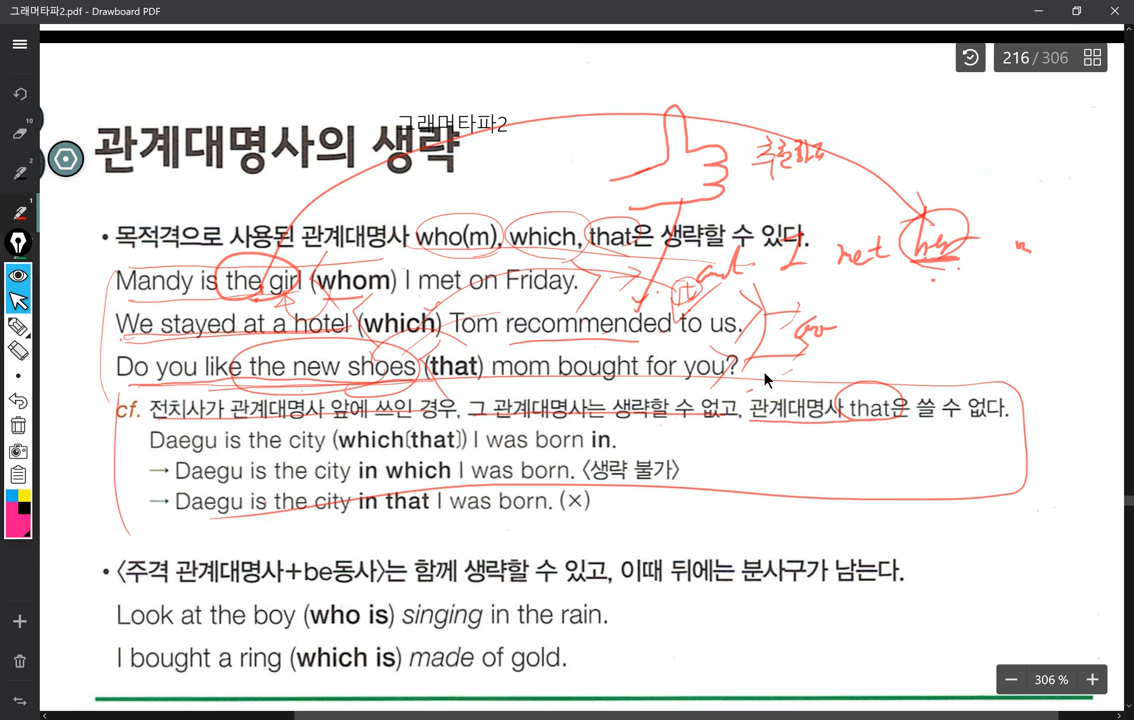 그래머타파2.pdf - Drawboard PDF
216 / 306
그래머타파2
관계대명사의 생략
• 목적격으로 사용된 관계대명사 who(m), which, that은 생략할 수 있다.
Mandy is the girl (whom) I met on Friday.
We stayed at a hotel (which) Tom recommended to us.
Do you like the new shoes (that) mom bought for you?
cf. 전치사가 관계대명사 앞에 쓰인 경우, 그 관계대명사는 생략할 수 없고, 관계대명사 that은 쓸 수 없다.
Daegu is the city (which[that]) I was born in.
→ Daegu is the city in which I was born. 〈생략 불가〉
→ Daegu is the city in that I was born. (×)
• 〈주격 관계대명사+be동사〉는 함께 생략할 수 있고, 이때 뒤에는 분사구가 남는다.
Look at the boy (who is) singing in the rain.
I bought a ring (which is) made of gold.
and I met her
it
10
2
1
306 %